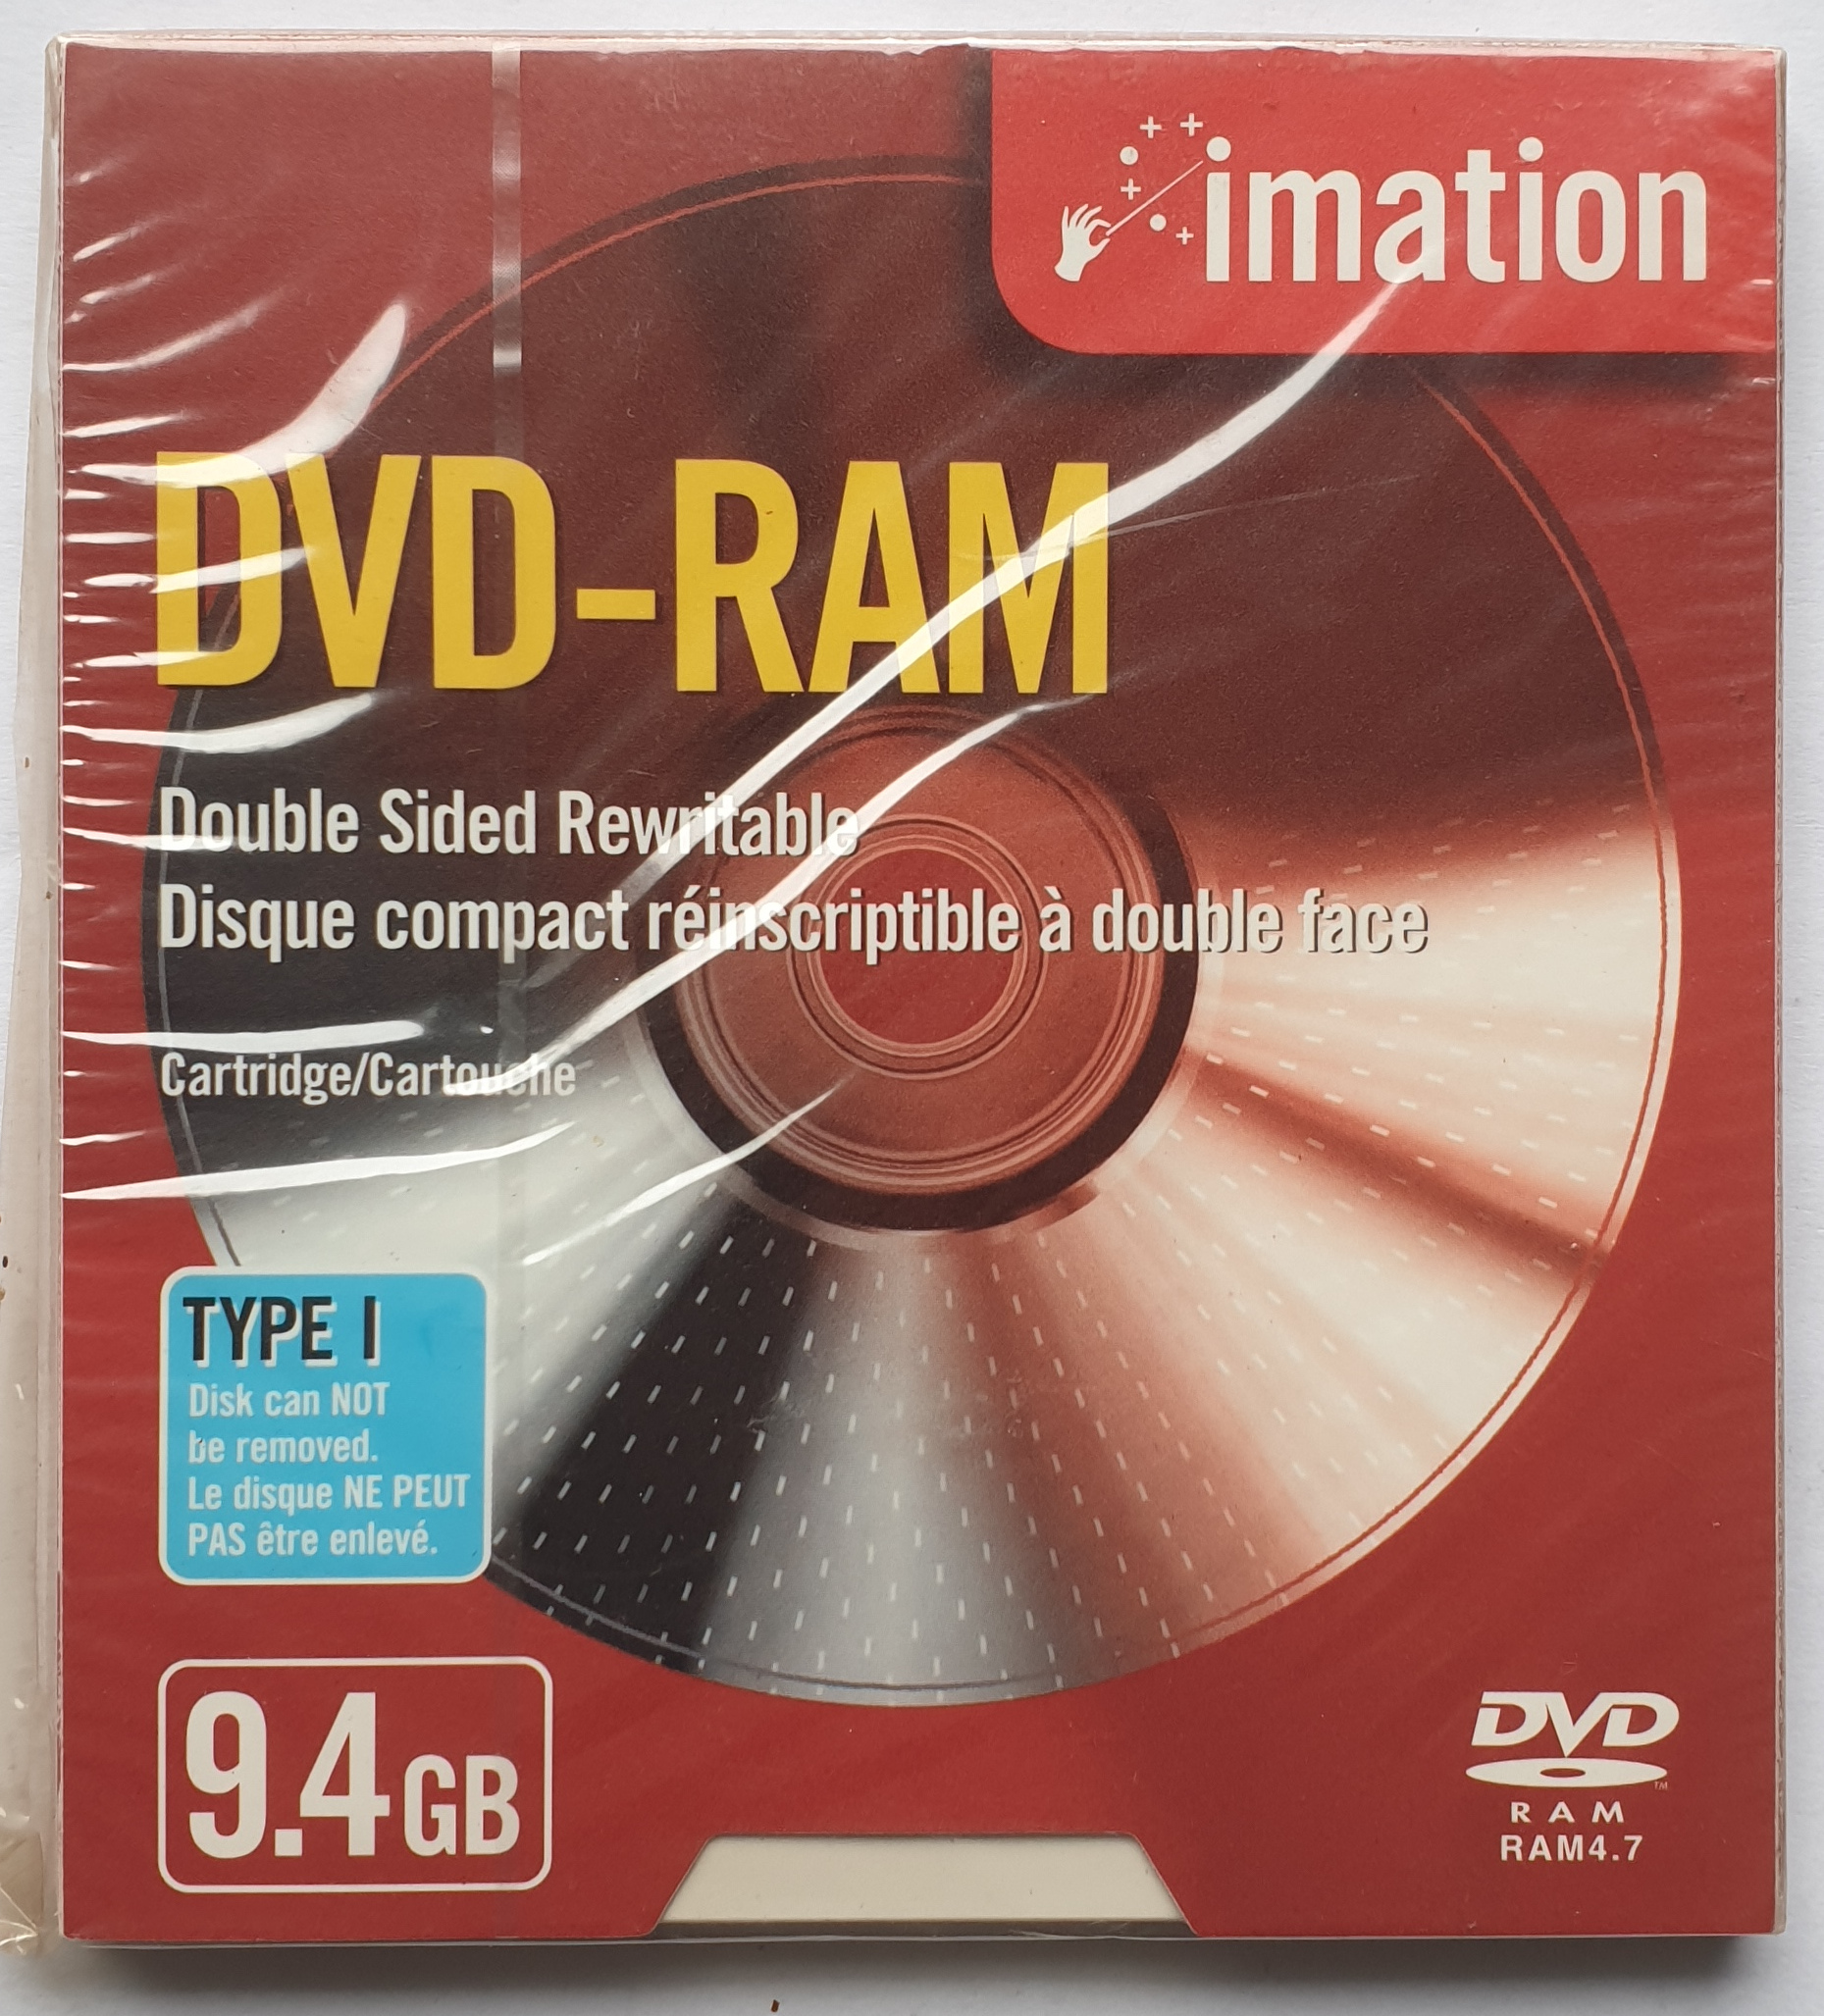 imation
DVD-RAM
Double Sided Rewritable
Disque compact réinscriptible à double face
Cartridge/Cartouche
TYPE I
Disk can NOT
be removed.
Le disque NE PEUT
PAS être enlevé.
9.4GB
DVD
TM
RAM
RAM4.7